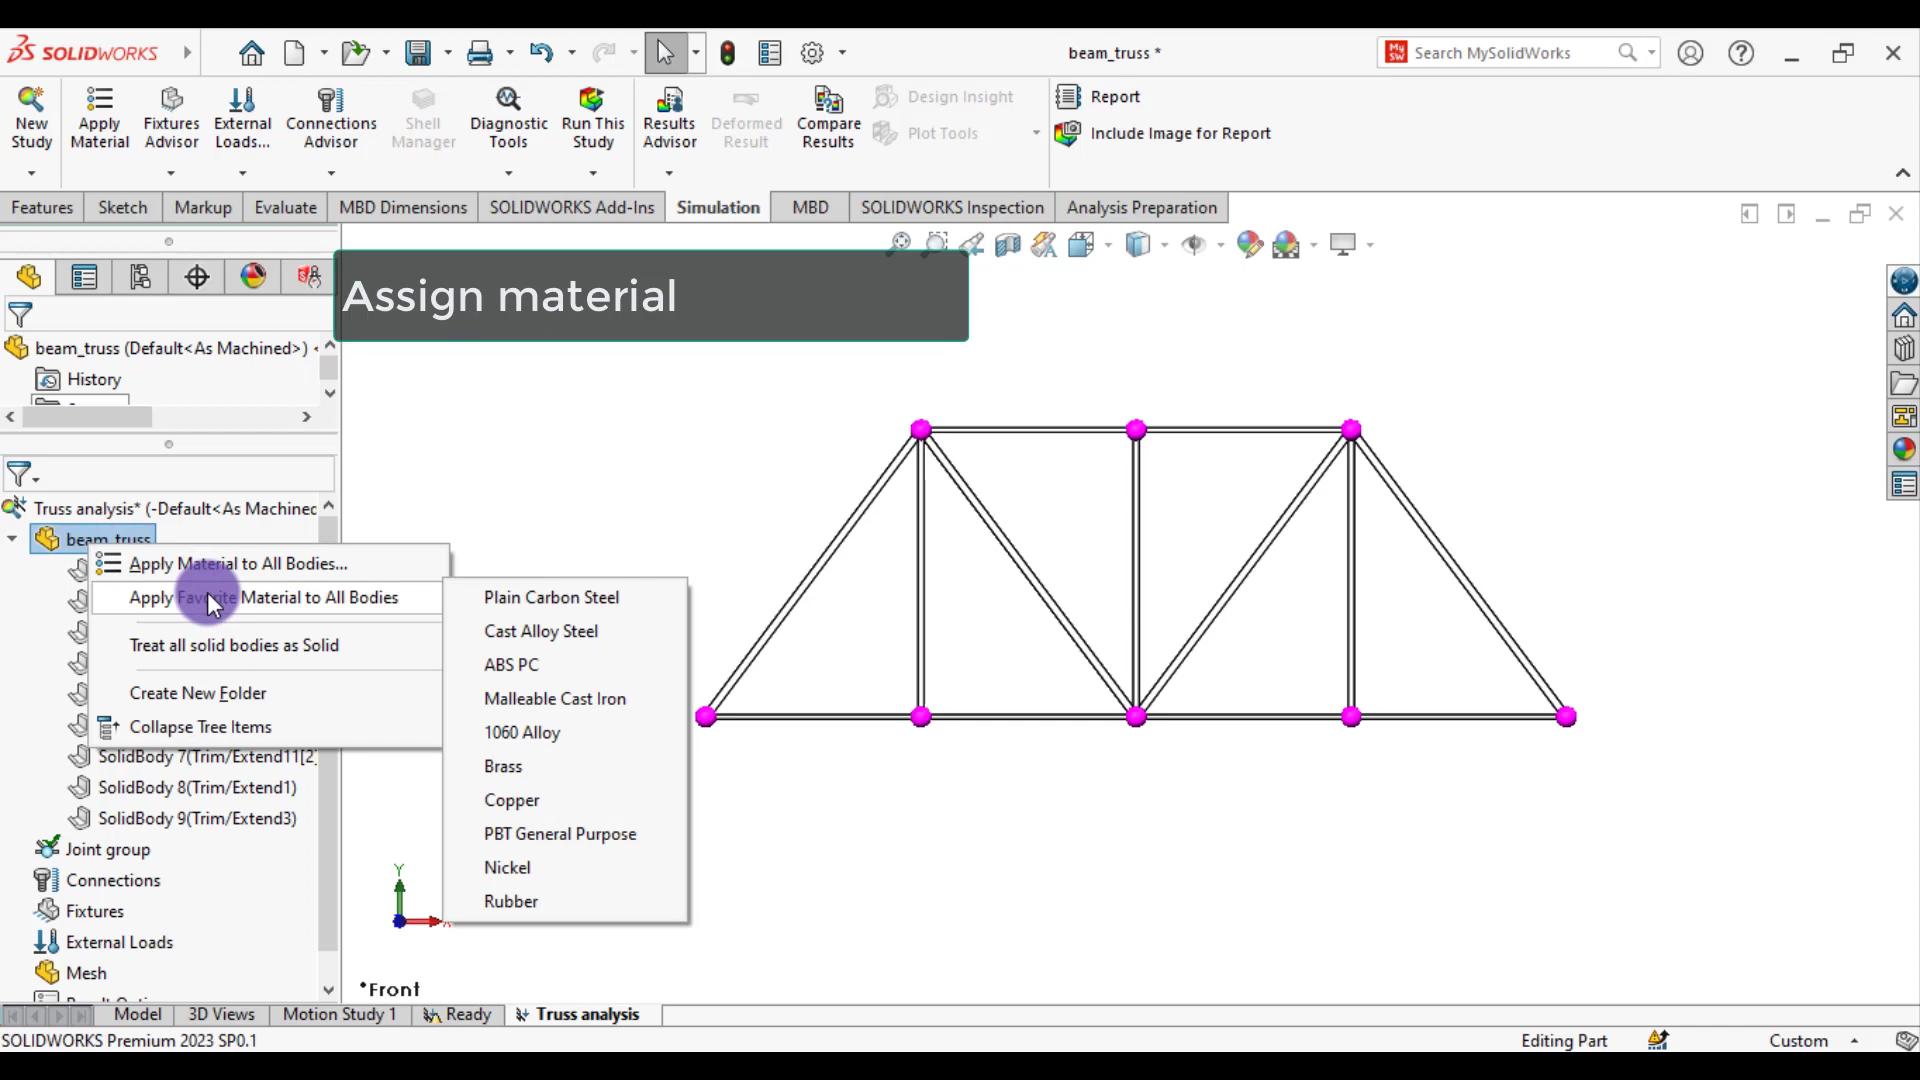 SOLIDWORKS
beam_truss *
Search MySolidWorks
New Study
Apply Material
Fixtures Advisor
External Loads...
Connections Advisor
Shell Manager
Diagnostic Tools
Run This Study
Results Advisor
Deformed Result
Compare Results
Design Insight
Plot Tools
Report
Include Image for Report
Features
Sketch
Markup
Evaluate
MBD Dimensions
SOLIDWORKS Add-Ins
Simulation
MBD
SOLIDWORKS Inspection
Analysis Preparation
Assign material
beam_truss (Default<As Machined>)
History
Truss analysis* (-Default<As Machined
beam_truss
Apply Material to All Bodies...
Apply Favorite Material to All Bodies
Treat all solid bodies as Solid
Create New Folder
Collapse Tree Items
Plain Carbon Steel
Cast Alloy Steel
ABS PC
Malleable Cast Iron
1060 Alloy
Brass
Copper
PBT General Purpose
Nickel
Rubber
SolidBody 7(Trim/Extend11[2]
SolidBody 8(Trim/Extend1)
SolidBody 9(Trim/Extend3)
Joint group
Connections
Fixtures
External Loads
Mesh
Y
*Front
Model
3D Views
Motion Study 1
Ready
Truss analysis
SOLIDWORKS Premium 2023 SP0.1
Editing Part
Custom